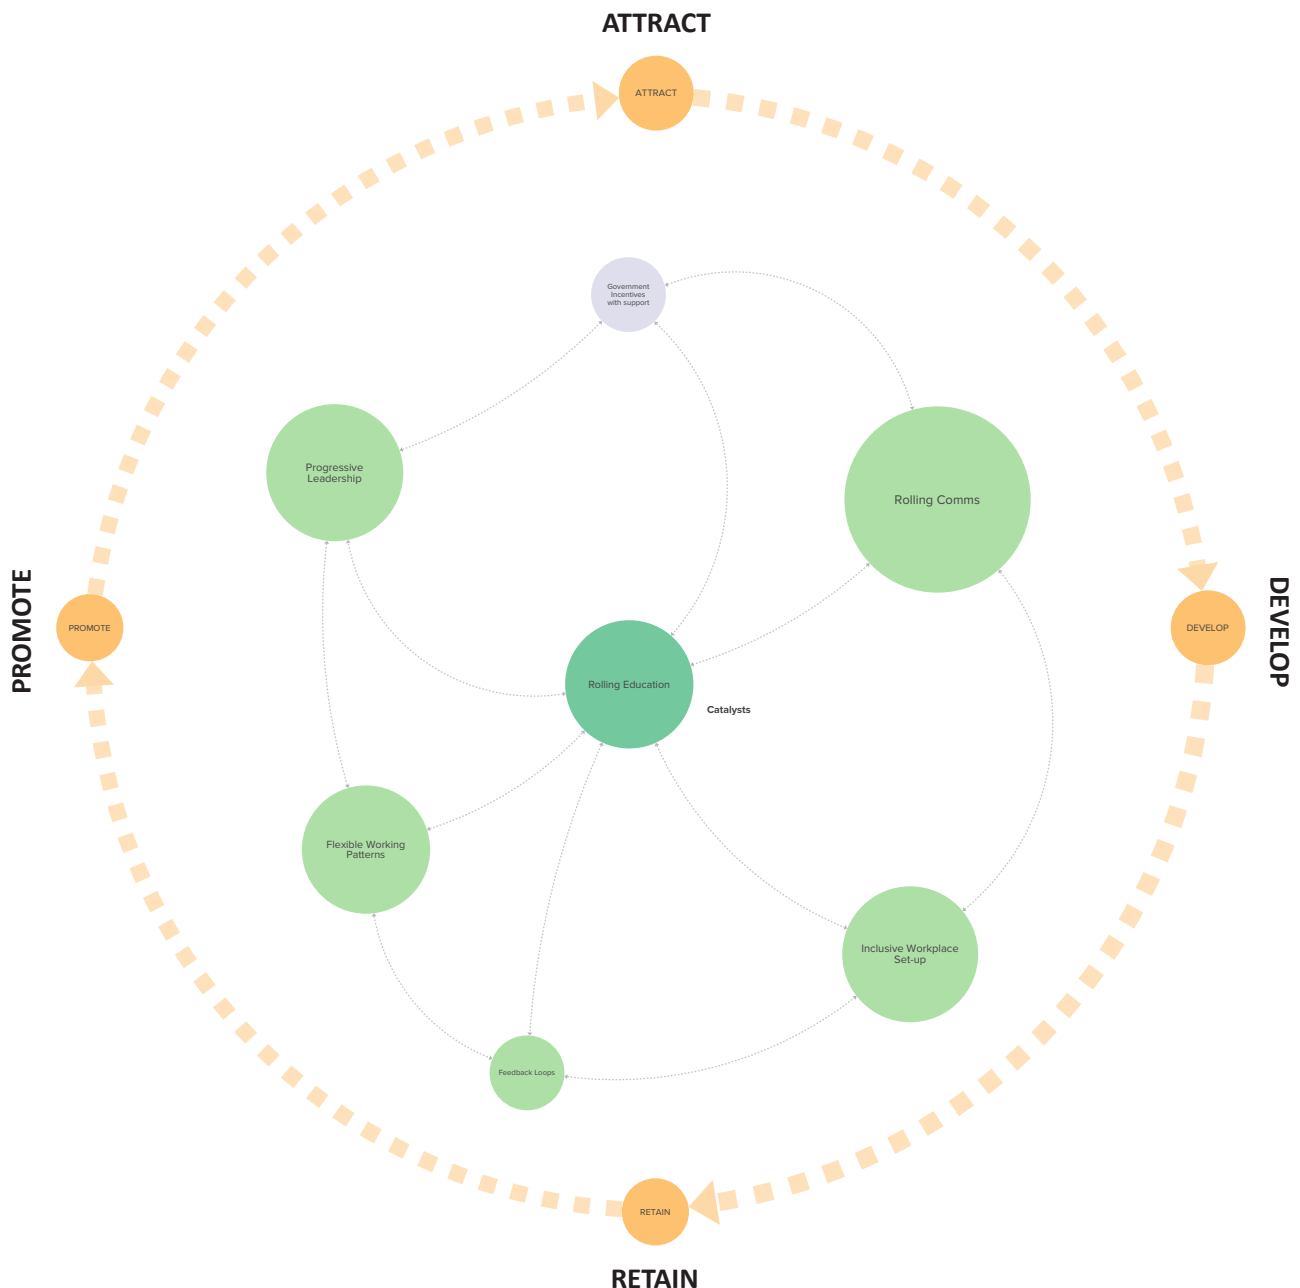 ATTRACT
ATTRACT
Government
Incentives
with support
Progressive
Leadership
Rolling Comms
PROMOTE
PROMOTE
DEVELOP
DEVELOP
Rolling Education
Catalysts
Flexible Working
Patterns
Inclusive Workplace
Set-up
Feedback Loops
RETAIN
RETAIN